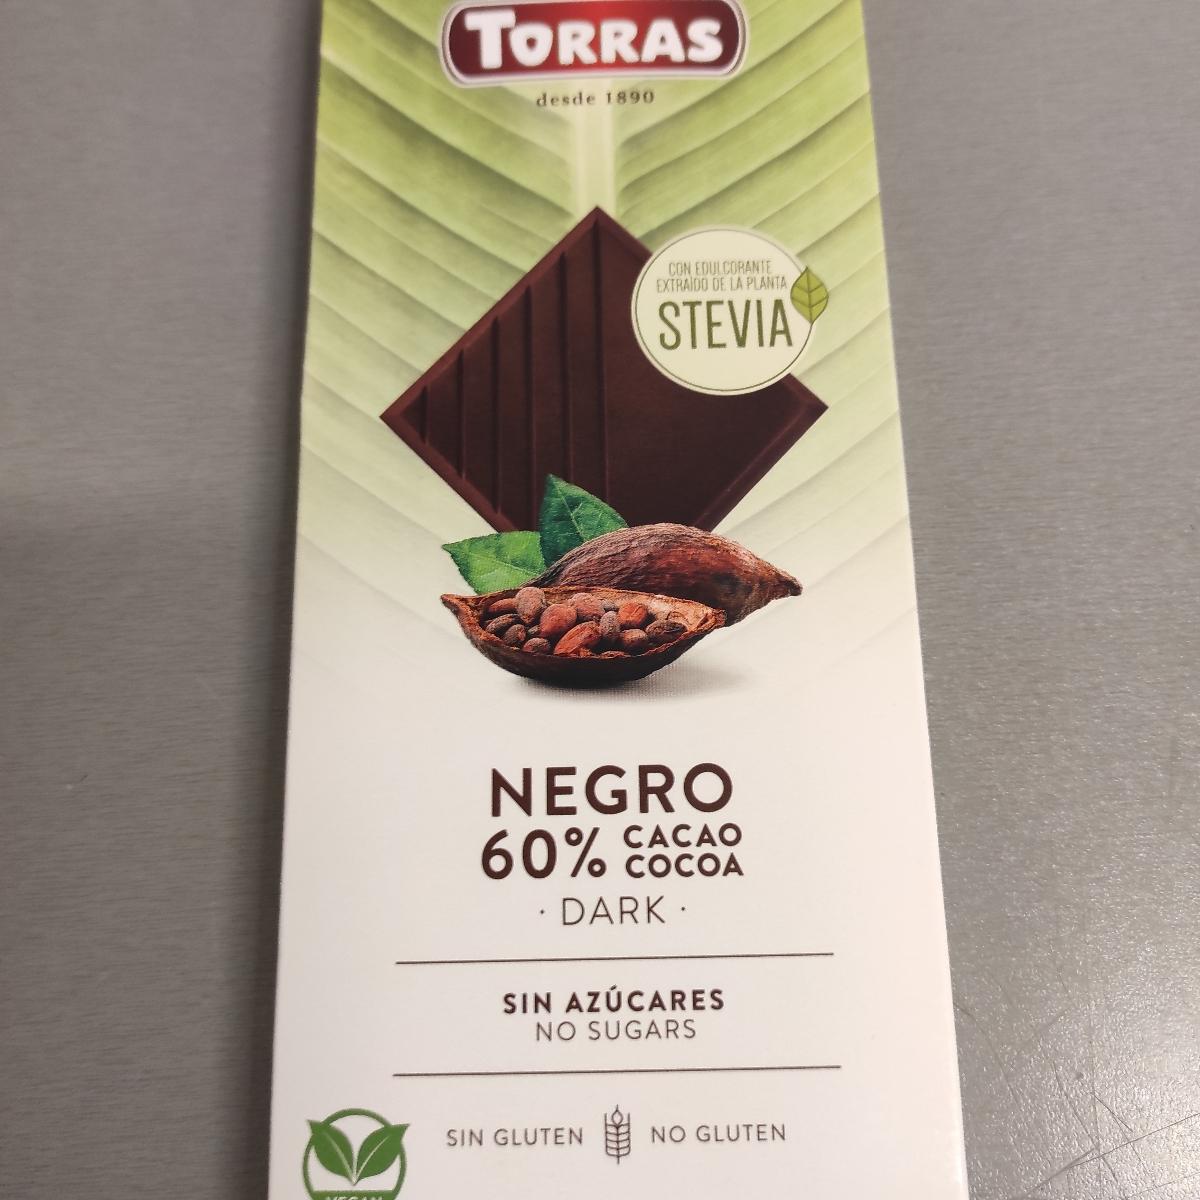 TORRAS
desde 1890
CON EDULCORANTE
EXTRAÍDO DE LA PLANTA
STEVIA
NEGRO
60% CACAO
COCOA
· DARK ·
SIN AZÚCARES
NO SUGARS
SIN GLUTEN NO GLUTEN
VEGAN